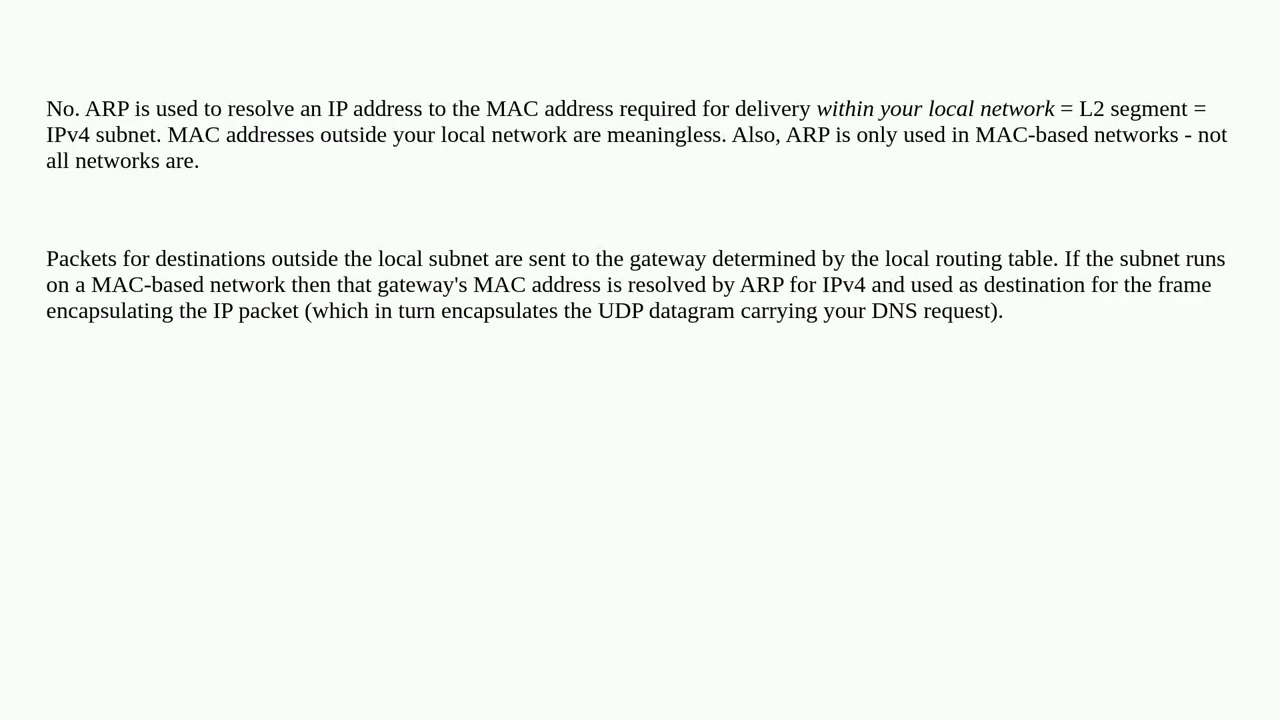 No. ARP is used to resolve an IP address to the MAC address required for delivery within your local network = L2 segment =
IPv4 subnet. MAC addresses outside your local network are meaningless. Also, ARP is only used in MAC-based networks - not
all networks are.
Packets for destinations outside the local subnet are sent to the gateway determined by the local routing table. If the subnet runs
on a MAC-based network then that gateway's MAC address is resolved by ARP for IPv4 and used as destination for the frame
encapsulating the IP packet (which in turn encapsulates the UDP datagram carrying your DNS request).